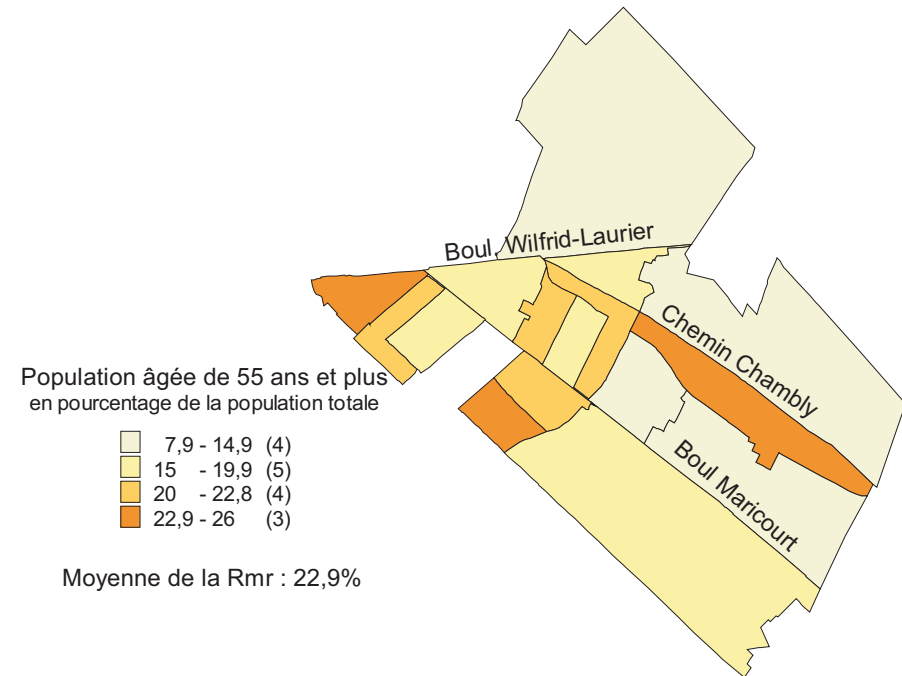 Boul, Wilfrid-Laurier
Chemin Chambly
Boul Maricourt
Population âgée de 55 ans et plus
en pourcentage de la population totale
7,9 - 14,9 (4)
15 - 19,9 (5)
20 - 22,8 (4)
22,9 - 26 (3)
Moyenne de la Rmr : 22,9%